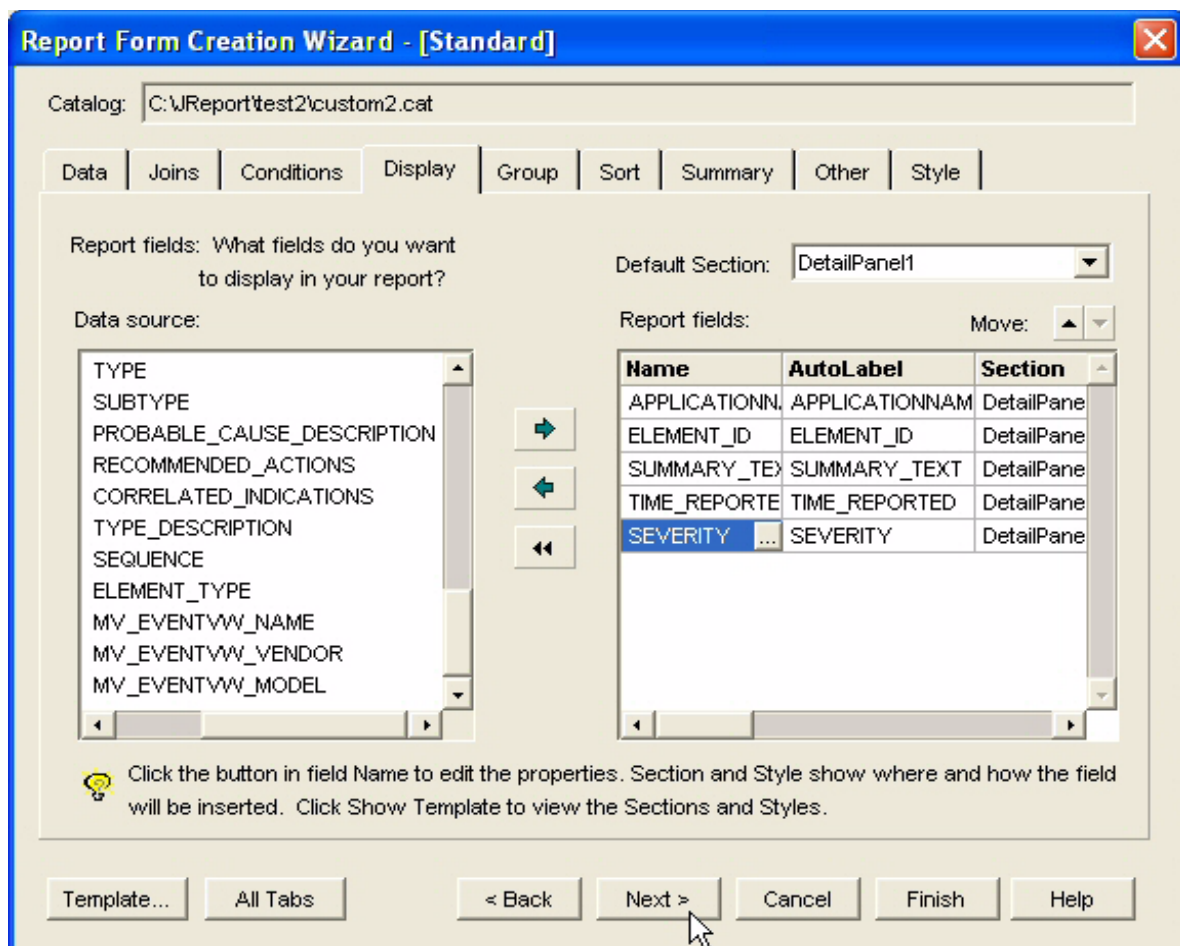 Report Form Creation Wizard - [Standard]
Catalog: C:\JReport\test2\custom2.cat
Data Joins Conditions Display Group Sort Summary Other Style
Report fields: What fields do you want
to display in your report?
Default Section: DetailPanel1
Data source:
Report fields:
Move:
TYPE
SUBTYPE
PROBABLE_CAUSE_DESCRIPTION
RECOMMENDED_ACTIONS
CORRELATED_INDICATIONS
TYPE_DESCRIPTION
SEQUENCE
ELEMENT_TYPE
MV_EVENTVW_NAME
MV_EVENTVW_VENDOR
MV_EVENTVW_MODEL
Name AutoLabel Section
APPLICATIONN. APPLICATIONNAM DetailPane
ELEMENT_ID ELEMENT_ID DetailPane
SUMMARY_TEX SUMMARY_TEXT DetailPane
TIME_REPORTE TIME_REPORTED DetailPane
SEVERITY ... SEVERITY DetailPane
Click the button in field Name to edit the properties. Section and Style show where and how the field
will be inserted. Click Show Template to view the Sections and Styles.
Template... All Tabs < Back Next > Cancel Finish Help